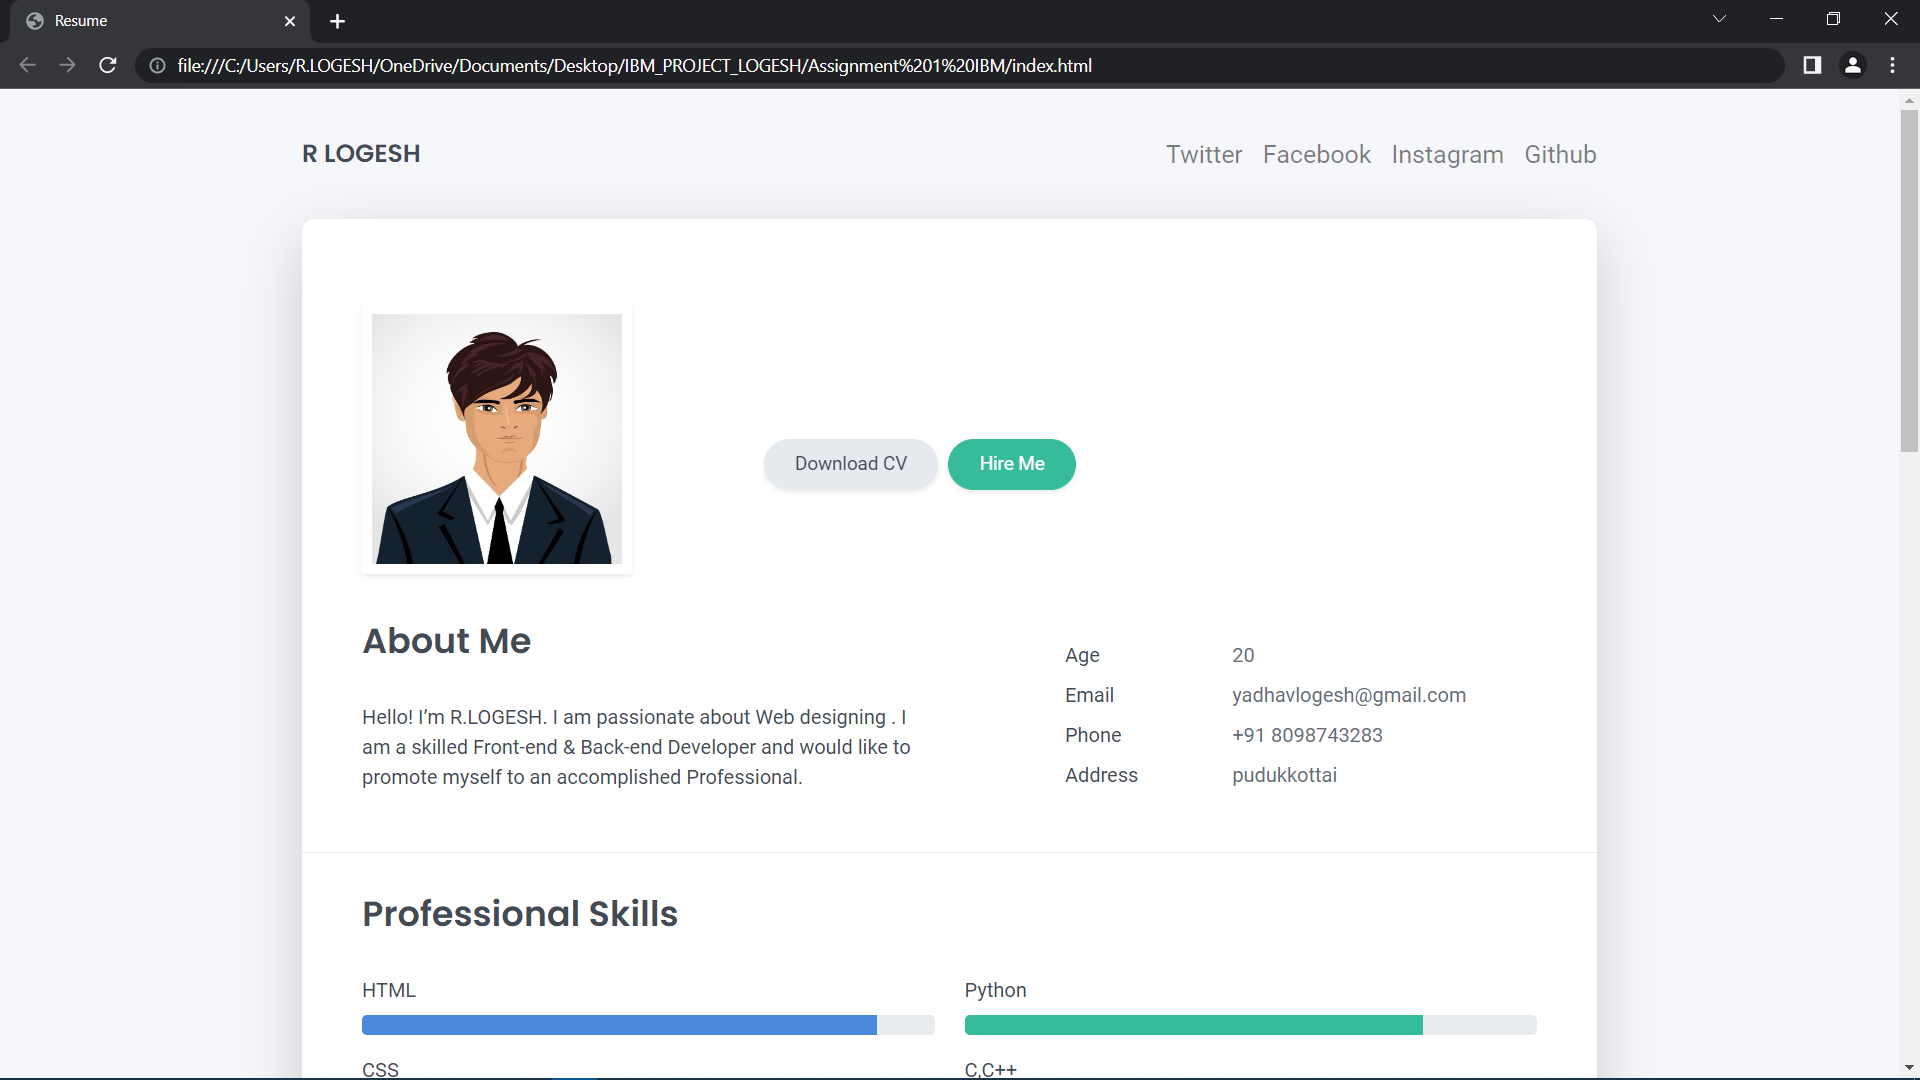 Resume
file:///C:/Users/R.LOGESH/OneDrive/Documents/Desktop/IBM_PROJECT_LOGESH/Assignment%201%20IBM/index.html
R LOGESH
Twitter Facebook Instagram Github
Download CV
Hire Me
About Me
Hello! I’m R.LOGESH. I am passionate about Web designing . I
am a skilled Front-end & Back-end Developer and would like to
promote myself to an accomplished Professional.
Age 20
Email yadhavlogesh@gmail.com
Phone +91 8098743283
Address pudukkottai
Professional Skills
HTML
Python
CSS
C,C++